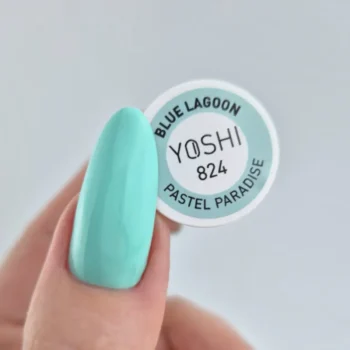 BLUE LAGOON
YOSHI
824
PASTEL PARADISE